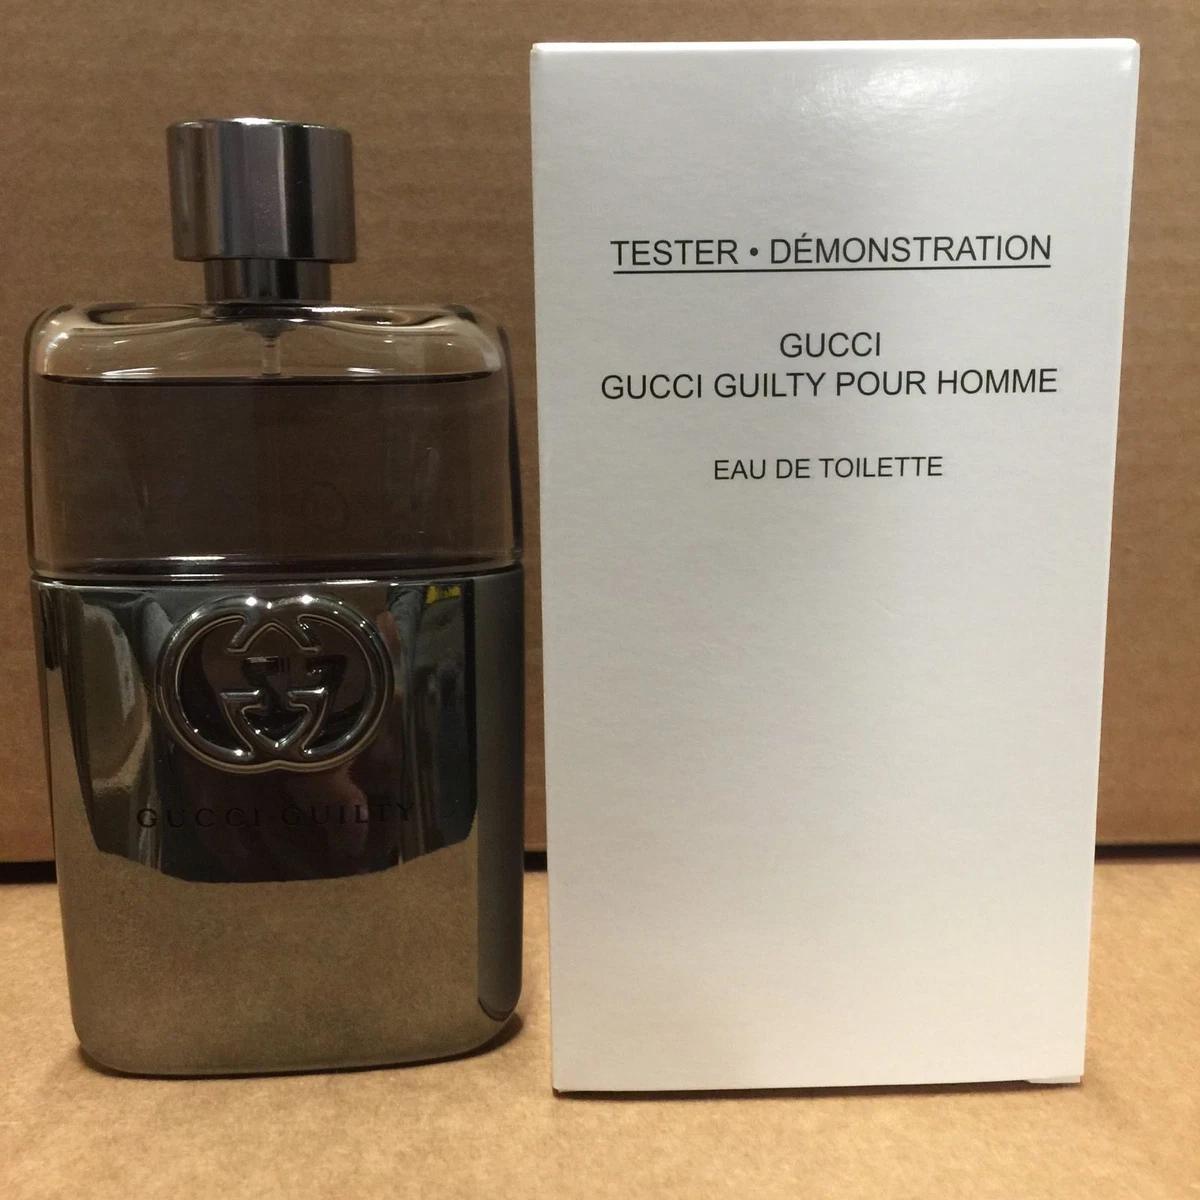 GUCCI GUILTY
TESTER • DÉMONSTRATION
GUCCI
GUCCI GUILTY POUR HOMME
EAU DE TOILETTE